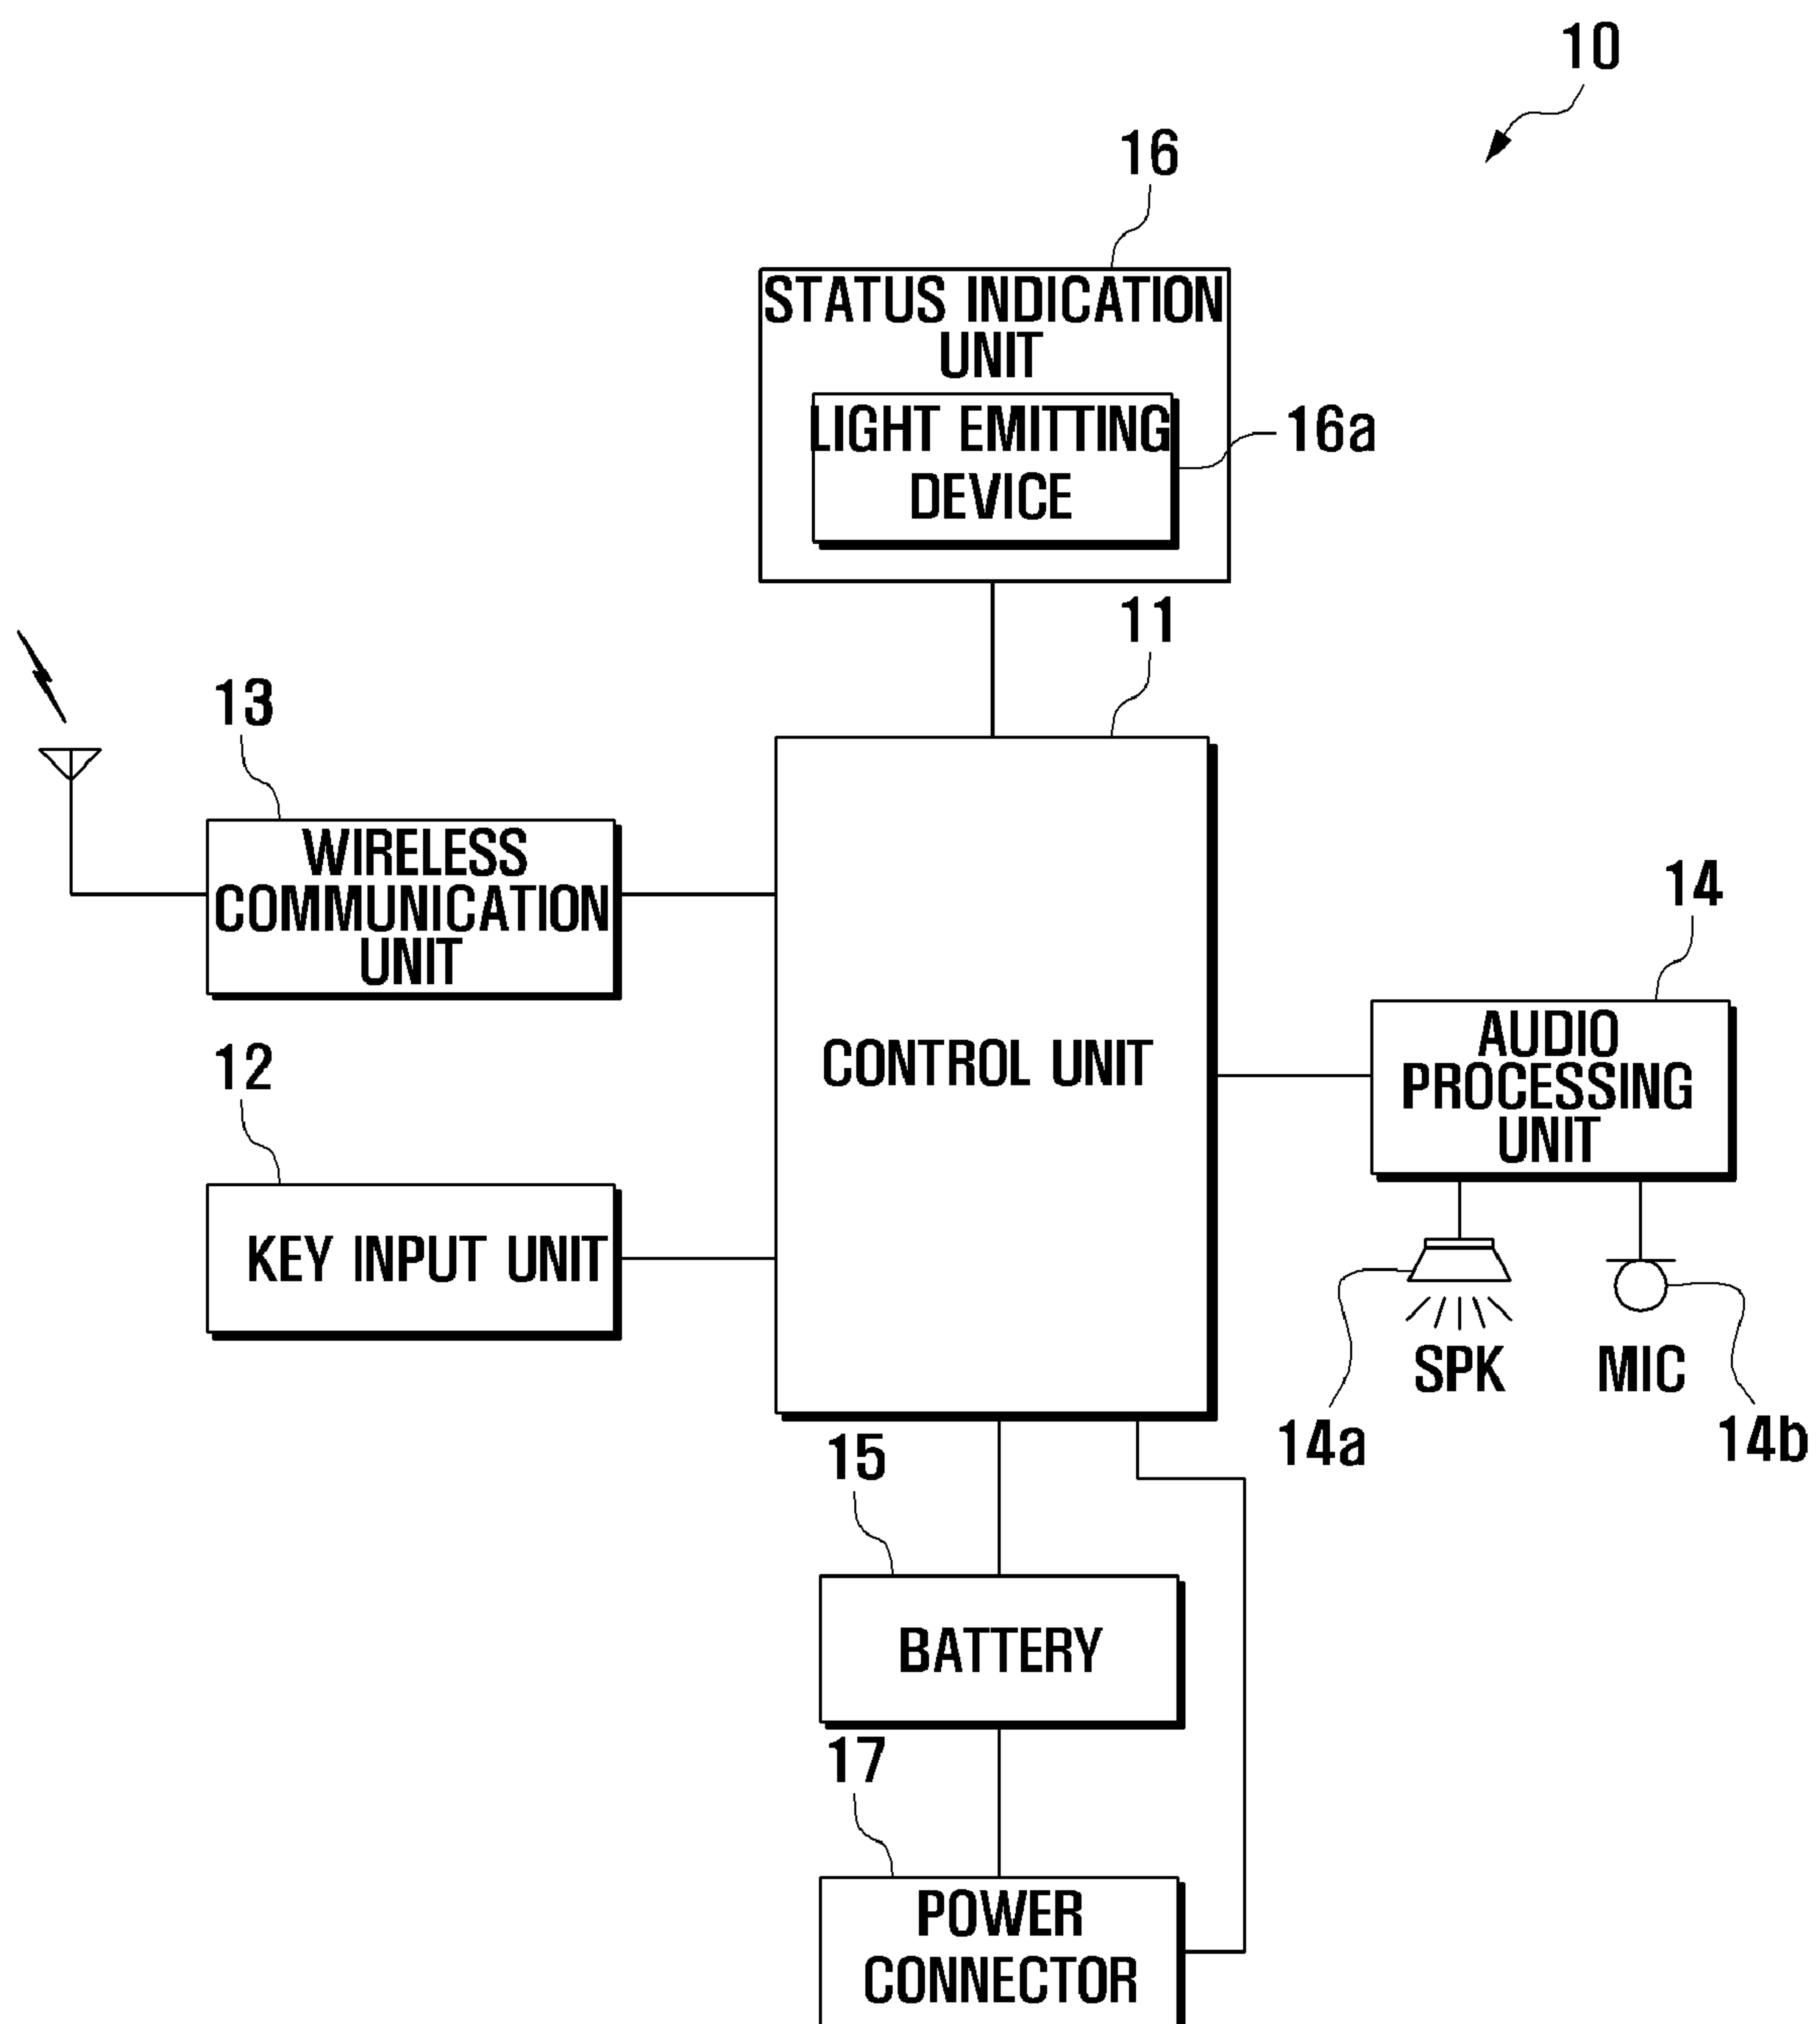 10
16
STATUS INDICATION
UNIT
LIGHT EMITTING
DEVICE
16a
11
13
WIRELESS
COMMUNICATION
UNIT
12
KEY INPUT UNIT
CONTROL UNIT
14
AUDIO
PROCESSING
UNIT
SPK
MIC
14a
14b
15
BATTERY
17
POWER
CONNECTOR